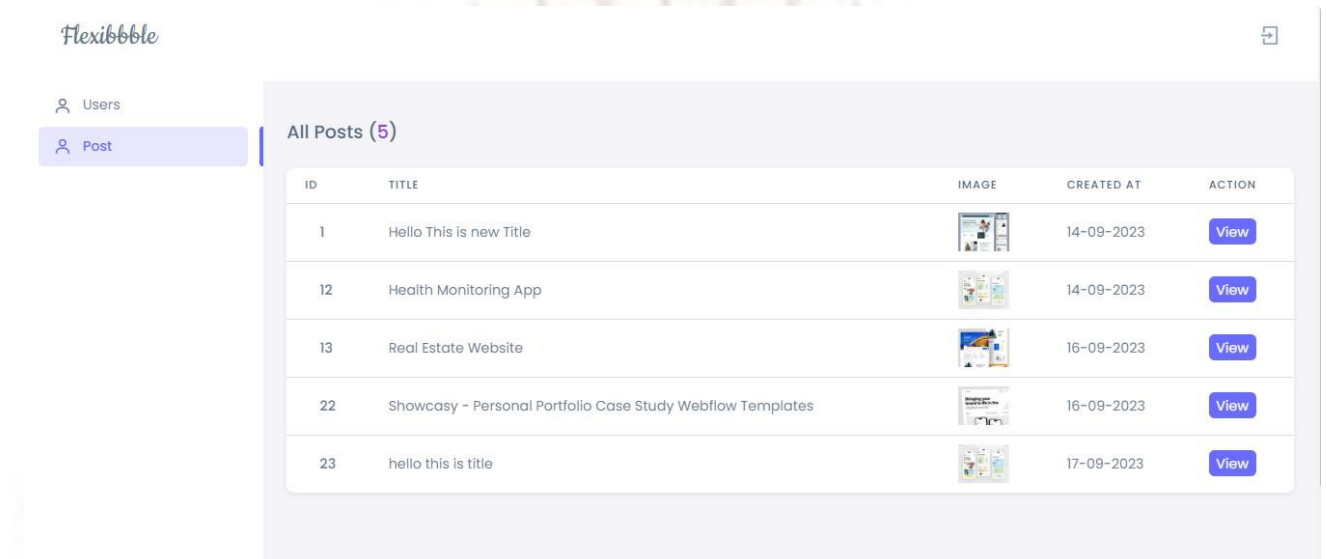 Flexibbble
Users
Post
All Posts (5)
ID TITLE IMAGE CREATED AT ACTION
1 Hello This is new Title 14-09-2023 View
12 Health Monitoring App 14-09-2023 View
13 Real Estate Website 16-09-2023 View
22 Showcasy - Personal Portfolio Case Study Webflow Templates 16-09-2023 View
23 hello this is title 17-09-2023 View